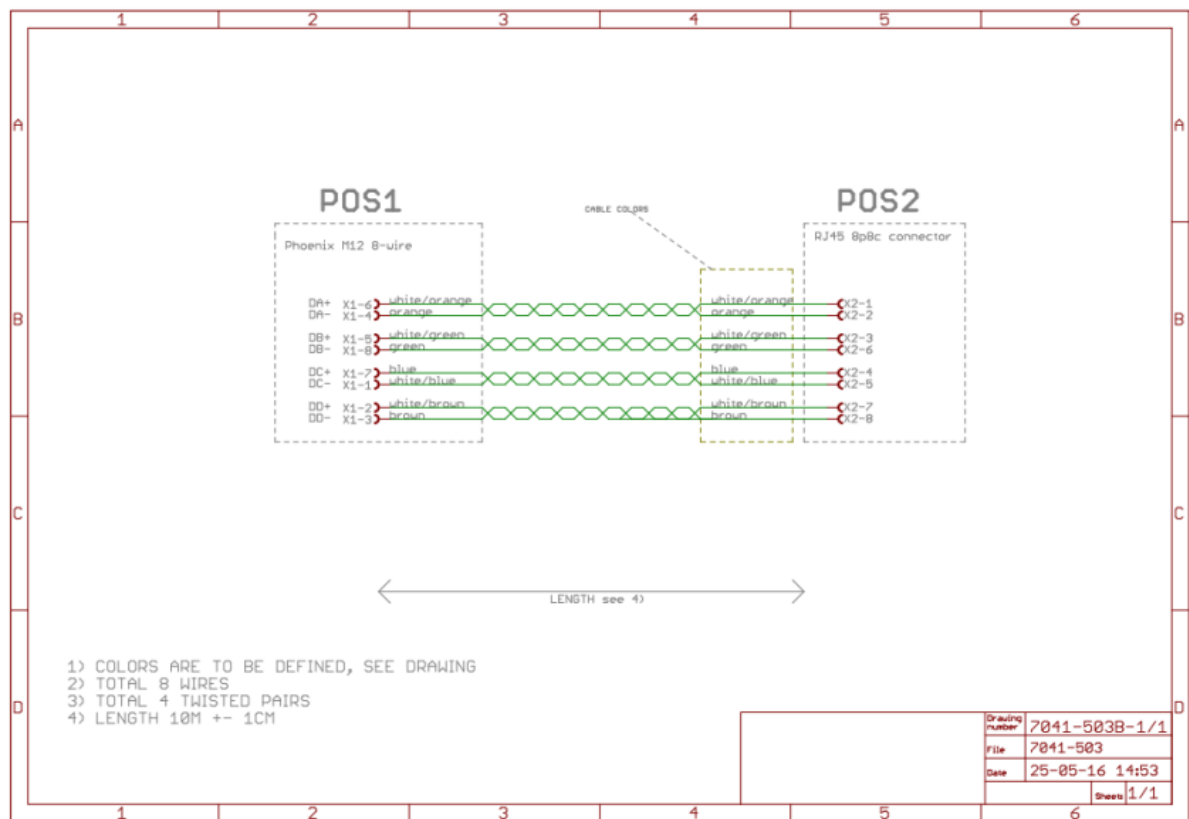 1 2 3 4 5 6
A A
POS1 POS2
CABLE COLORS
Phoenix M12 8-wire RJ45 8p8c connector
B B
DA+ X1-6 white/orange white/orange X2-1
DA- X1-4 orange orange X2-2
DB+ X1-5 white/green white/green X2-3
DB- X1-8 green green X2-6
DC+ X1-7 blue blue X2-4
DC- X1-1 white/blue white/blue X2-5
DD+ X1-2 white/brown white/brown X2-7
DD- X1-3 brown brown X2-8
C C
LENGTH see 4)
1) COLORS ARE TO BE DEFINED, SEE DRAWING
2) TOTAL 8 WIRES
3) TOTAL 4 TWISTED PAIRS
4) LENGTH 10M +- 1CM
D D
Drawing number 7041-503B-1/1
File 7041-503
Date 25-05-16 14:53
Sheets 1/1
1 2 3 4 5 6